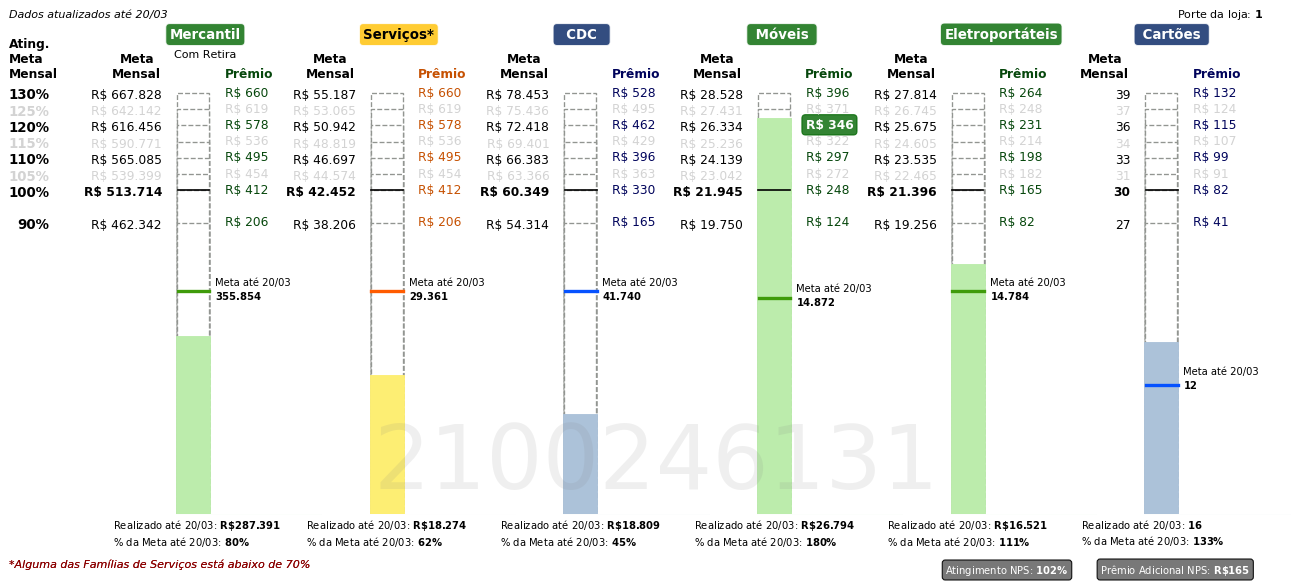 Dados atualizados até 20/03
Porte da loja: 1
Mercantil Serviços* CDC Móveis Eletroportáteis Cartões
Com Retira
Ating. Meta Mensal
Meta Mensal Prêmio Meta Mensal Prêmio Meta Mensal Prêmio Meta Mensal Prêmio Meta Mensal Prêmio Meta Mensal Prêmio
130% R$ 667.828 R$ 660 R$ 55.187 R$ 660 R$ 78.453 R$ 528 R$ 28.528 R$ 396 R$ 27.814 R$ 264 39 R$ 132
125% R$ 642.142 R$ 619 R$ 53.065 R$ 619 R$ 75.436 R$ 495 R$ 27.431 R$ 371 R$ 26.745 R$ 248 37 R$ 124
120% R$ 616.456 R$ 578 R$ 50.942 R$ 578 R$ 72.418 R$ 462 R$ 26.334 R$ 346 R$ 25.675 R$ 231 36 R$ 115
115% R$ 590.771 R$ 536 R$ 48.819 R$ 536 R$ 69.401 R$ 429 R$ 25.236 R$ 322 R$ 24.605 R$ 214 34 R$ 107
110% R$ 565.085 R$ 495 R$ 46.697 R$ 495 R$ 66.383 R$ 396 R$ 24.139 R$ 297 R$ 23.535 R$ 198 33 R$ 99
105% R$ 539.399 R$ 454 R$ 44.574 R$ 454 R$ 63.366 R$ 363 R$ 23.042 R$ 272 R$ 22.465 R$ 182 31 R$ 91
100% R$ 513.714 R$ 412 R$ 42.452 R$ 412 R$ 60.349 R$ 330 R$ 21.945 R$ 248 R$ 21.396 R$ 165 30 R$ 82
90% R$ 462.342 R$ 206 R$ 38.206 R$ 206 R$ 54.314 R$ 165 R$ 19.750 R$ 124 R$ 19.256 R$ 82 27 R$ 41
Meta até 20/03 Meta até 20/03 Meta até 20/03 Meta até 20/03 Meta até 20/03
355.854 29.361 41.740 14.872 14.784
Meta até 20/03
12
2100246131
Realizado até 20/03: R$287.391 Realizado até 20/03: R$18.274 Realizado até 20/03: R$18.809 Realizado até 20/03: R$26.794 Realizado até 20/03: R$16.521 Realizado até 20/03: 16
% da Meta até 20/03: 80% % da Meta até 20/03: 62% % da Meta até 20/03: 45% % da Meta até 20/03: 180% % da Meta até 20/03: 111% % da Meta até 20/03: 133%
*Alguma das Famílias de Serviços está abaixo de 70%
Atingimento NPS: 102% Prêmio Adicional NPS: R$165